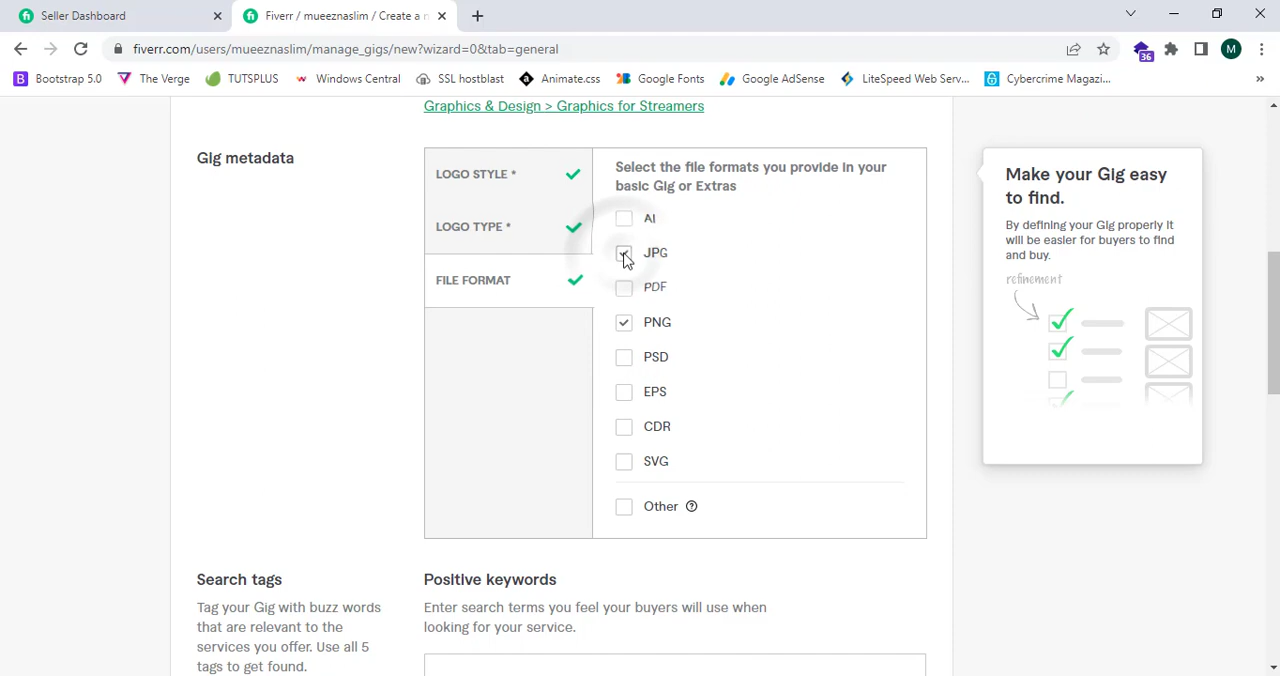 Seller Dashboard
Fiverr / mueeznaslim / Create a n
fiverr.com/users/mueeznaslim/manage_gigs/new?wizard=0&tab=general
36
M
B Bootstrap 5.0
The Verge
TUTSPLUS
Windows Central
SSL hostblast
Animate.css
Google Fonts
Google AdSense
LiteSpeed Web Serv...
Cybercrime Magazi...
»
Graphics & Design > Graphics for Streamers
Gig metadata
LOGO STYLE *
LOGO TYPE *
FILE FORMAT
Select the file formats you provide in your
basic Gig or Extras
AI
JPG
PDF
PNG
PSD
EPS
CDR
SVG
Other
Make your Gig easy
to find.
By defining your Gig properly it
will be easier for buyers to find
and buy.
refinement
Search tags
Tag your Gig with buzz words
that are relevant to the
services you offer. Use all 5
tags to get found.
Positive keywords
Enter search terms you feel your buyers will use when
looking for your service.